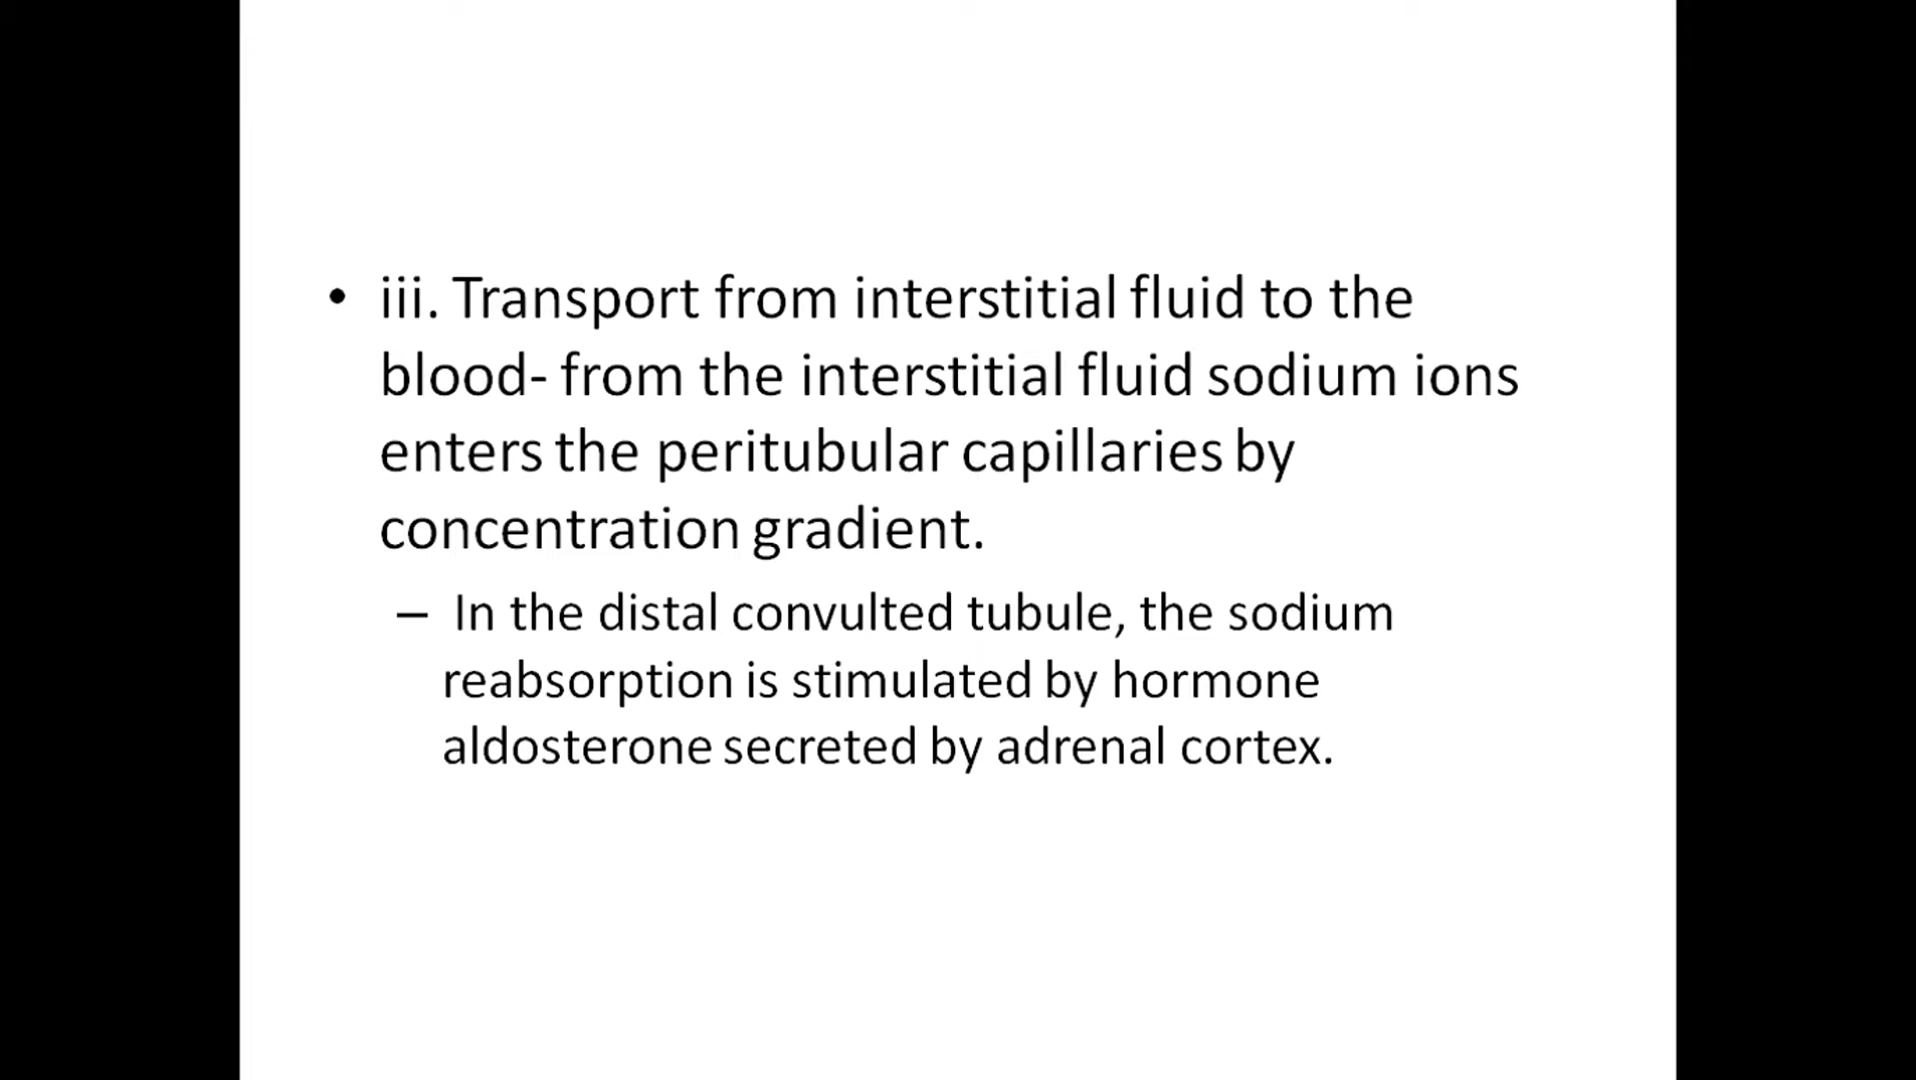 • iii. Transport from interstitial fluid to the
blood- from the interstitial fluid sodium ions
enters the peritubular capillaries by
concentration gradient.
– In the distal convulted tubule, the sodium
reabsorption is stimulated by hormone
aldosterone secreted by adrenal cortex.